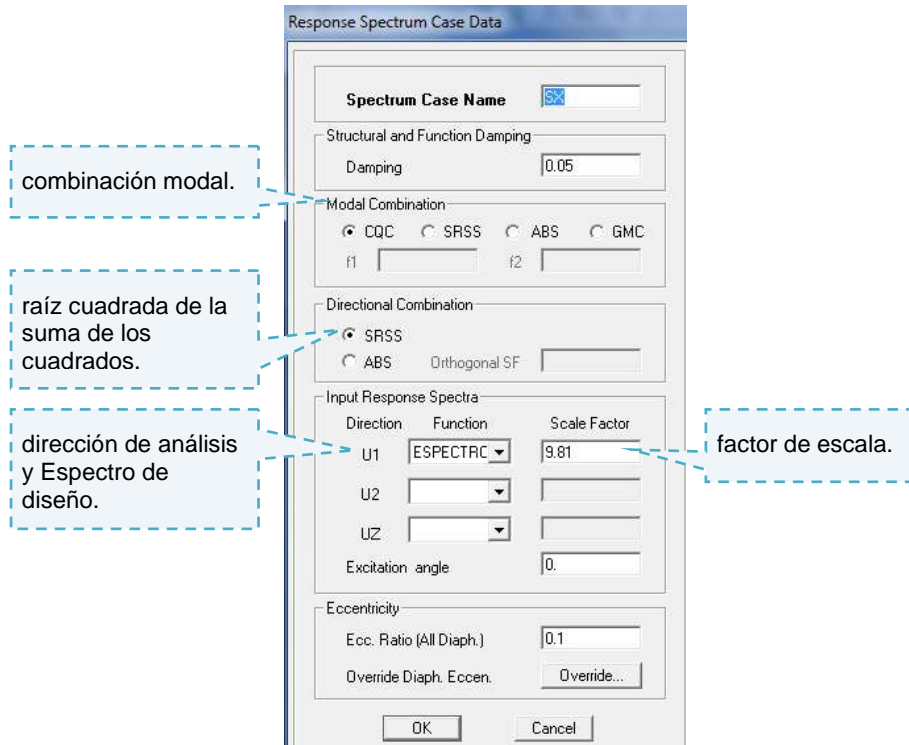 Response Spectrum Case Data
Spectrum Case Name SX
Structural and Function Damping
Damping 0.05
combinación modal.
Modal Combination
CQC SRSS ABS GMC
f1 f2
raíz cuadrada de la
suma de los
cuadrados.
Directional Combination
SRSS
ABS Orthogonal SF
Input Response Spectra
Direction Function Scale Factor
dirección de análisis
y Espectro de
diseño.
U1 ESPECTRO 9.81
factor de escala.
U2
UZ
Excitation angle 0.
Eccentricity
Ecc. Ratio (All Diaph.) 0.1
Override Diaph. Eccen. Override...
OK Cancel